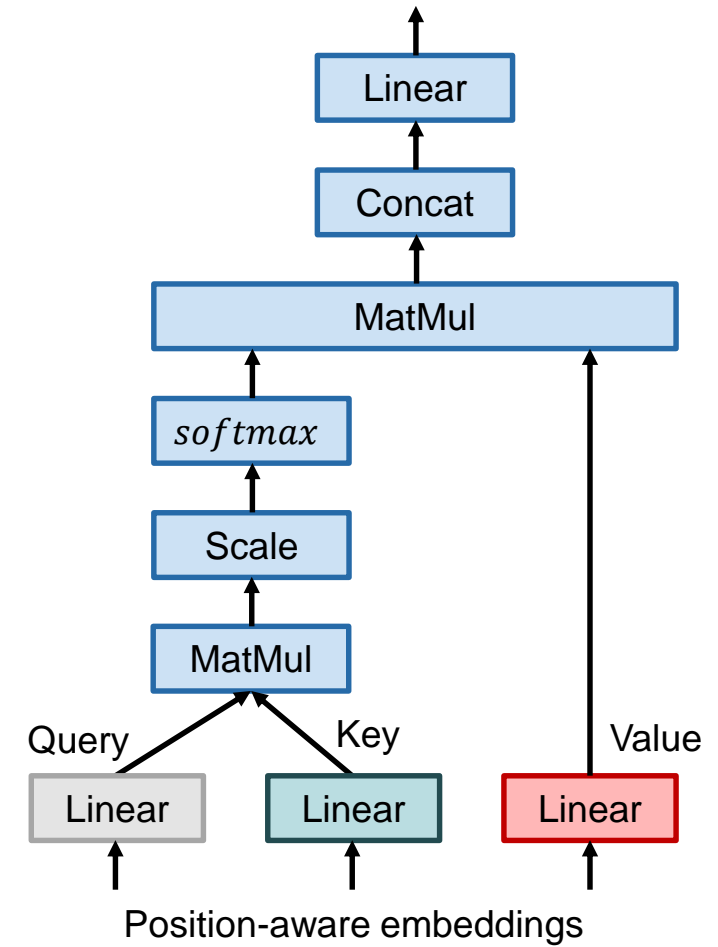 Linear
Concat
MatMul
softmax
Scale
MatMul
Query Key Value
Linear Linear Linear
Position-aware embeddings